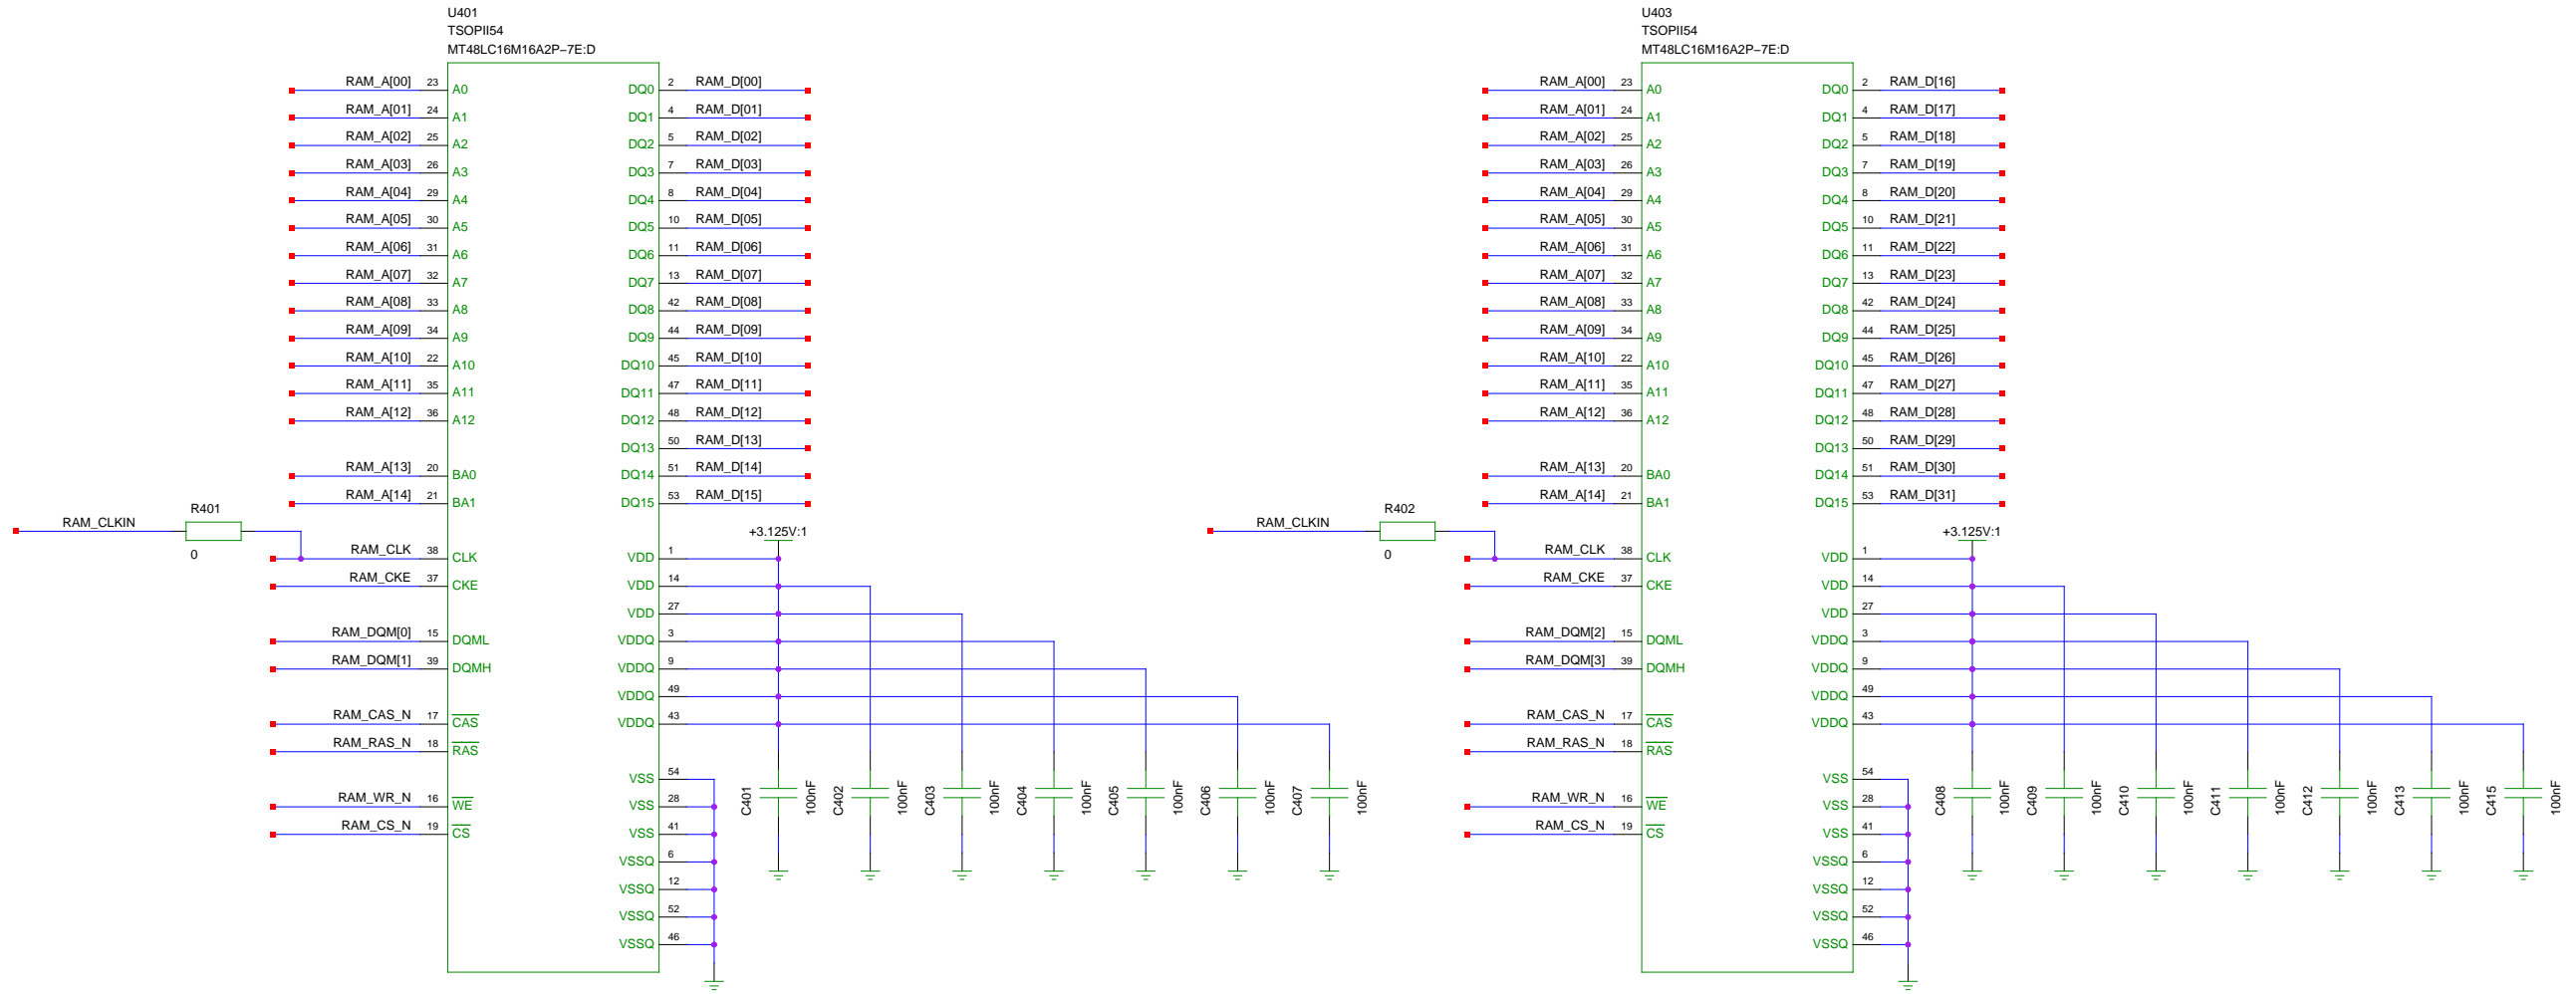 U401
TSOPII54
MT48LC16M16A2P–7E:D
RAM_A[00] 23 A0 DQ0 2 RAM_D[00]
RAM_A[01] 24 A1 DQ1 4 RAM_D[01]
RAM_A[02] 25 A2 DQ2 5 RAM_D[02]
RAM_A[03] 26 A3 DQ3 7 RAM_D[03]
RAM_A[04] 29 A4 DQ4 8 RAM_D[04]
RAM_A[05] 30 A5 DQ5 10 RAM_D[05]
RAM_A[06] 31 A6 DQ6 11 RAM_D[06]
RAM_A[07] 32 A7 DQ7 13 RAM_D[07]
RAM_A[08] 33 A8 DQ8 42 RAM_D[08]
RAM_A[09] 34 A9 DQ9 44 RAM_D[09]
RAM_A[10] 22 A10 DQ10 45 RAM_D[10]
RAM_A[11] 35 A11 DQ11 47 RAM_D[11]
RAM_A[12] 36 A12 DQ12 48 RAM_D[12]
DQ13 50 RAM_D[13]
RAM_A[13] 20 BA0 DQ14 51 RAM_D[14]
RAM_A[14] 21 BA1 DQ15 53 RAM_D[15]
R401
RAM_CLKIN
0
+3.125V:1
RAM_CLK 38 CLK VDD 1
RAM_CKE 37 CKE VDD 14
VDD 27
RAM_DQM[0] 15 DQML VDDQ 3
RAM_DQM[1] 39 DQMH VDDQ 9
VDDQ 49
RAM_CAS_N 17 CAS VDDQ 43
RAM_RAS_N 18 RAS
VSS 54
RAM_WR_N 16 WE VSS 28
RAM_CS_N 19 CS VSS 41
VSSQ 6
VSSQ 12
VSSQ 52
VSSQ 46
C401 100nF
C402 100nF
C403 100nF
C404 100nF
C405 100nF
C406 100nF
C407 100nF
U403
TSOPII54
MT48LC16M16A2P–7E:D
RAM_A[00] 23 A0 DQ0 2 RAM_D[16]
RAM_A[01] 24 A1 DQ1 4 RAM_D[17]
RAM_A[02] 25 A2 DQ2 5 RAM_D[18]
RAM_A[03] 26 A3 DQ3 7 RAM_D[19]
RAM_A[04] 29 A4 DQ4 8 RAM_D[20]
RAM_A[05] 30 A5 DQ5 10 RAM_D[21]
RAM_A[06] 31 A6 DQ6 11 RAM_D[22]
RAM_A[07] 32 A7 DQ7 13 RAM_D[23]
RAM_A[08] 33 A8 DQ8 42 RAM_D[24]
RAM_A[09] 34 A9 DQ9 44 RAM_D[25]
RAM_A[10] 22 A10 DQ10 45 RAM_D[26]
RAM_A[11] 35 A11 DQ11 47 RAM_D[27]
RAM_A[12] 36 A12 DQ12 48 RAM_D[28]
DQ13 50 RAM_D[29]
RAM_A[13] 20 BA0 DQ14 51 RAM_D[30]
RAM_A[14] 21 BA1 DQ15 53 RAM_D[31]
R402
RAM_CLKIN
0
+3.125V:1
RAM_CLK 38 CLK VDD 1
RAM_CKE 37 CKE VDD 14
VDD 27
RAM_DQM[2] 15 DQML VDDQ 3
RAM_DQM[3] 39 DQMH VDDQ 9
VDDQ 49
RAM_CAS_N 17 CAS VDDQ 43
RAM_RAS_N 18 RAS
VSS 54
RAM_WR_N 16 WE VSS 28
RAM_CS_N 19 CS VSS 41
VSSQ 6
VSSQ 12
VSSQ 52
VSSQ 46
C408 100nF
C409 100nF
C410 100nF
C411 100nF
C412 100nF
C413 100nF
C415 100nF